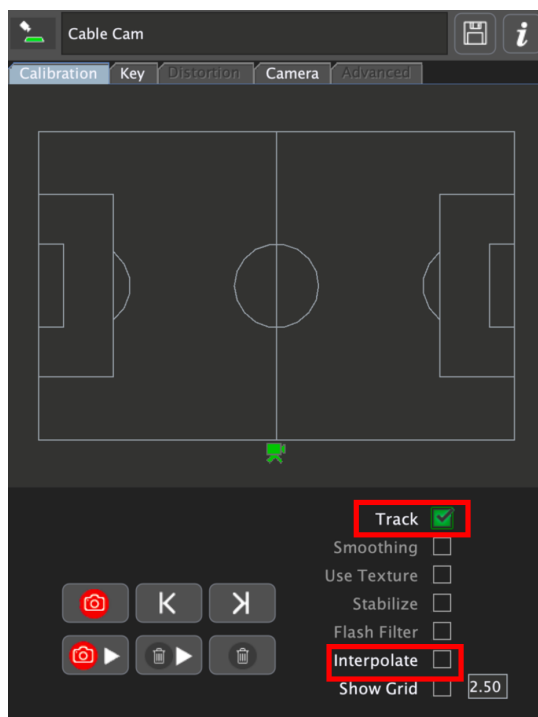 Cable Cam
i
Calibration Key Distortion Camera Advanced
Track
Smoothing
Use Texture
Stabilize
Flash Filter
Interpolate
Show Grid 2.50